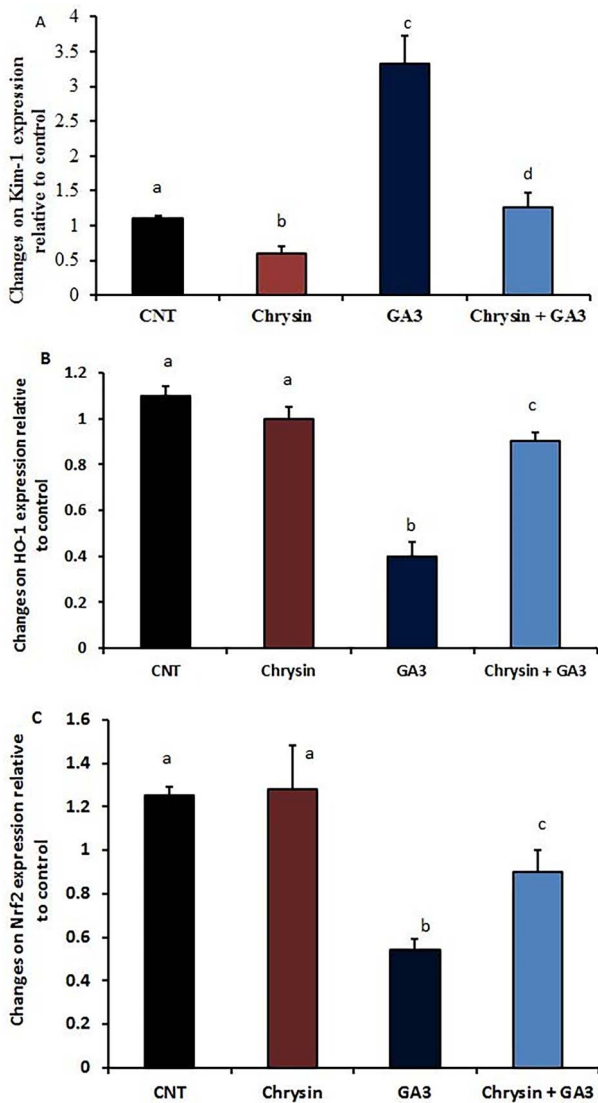 A
Changes on Kim-1 expression
relative to control
4
3.5
3
2.5
2
1.5
1
0.5
0
a
b
c
d
CNT
Chrysin
GA3
Chrysin + GA3
B
Changes on HO-1 expression relative
to control
1.2
1
0.8
0.6
0.4
0.2
0
a
a
b
c
CNT
Chrysin
GA3
Chrysin + GA3
C
Changes on Nrf2 expression relative
to control
1.6
1.4
1.2
1
0.8
0.6
0.4
0.2
0
a
a
b
c
CNT
Chrysin
GA3
Chrysin + GA3